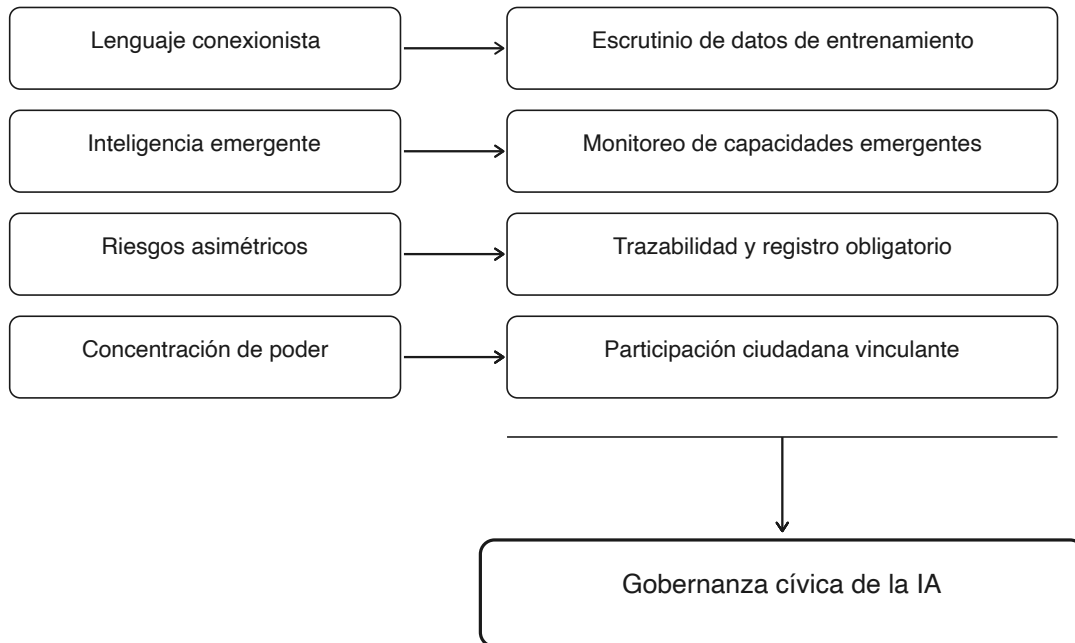 Lenguaje conexionista
Escrutinio de datos de entrenamiento
Inteligencia emergente
Monitoreo de capacidades emergentes
Riesgos asimétricos
Trazabilidad y registro obligatorio
Concentración de poder
Participación ciudadana vinculante
Gobernanza cívica de la IA